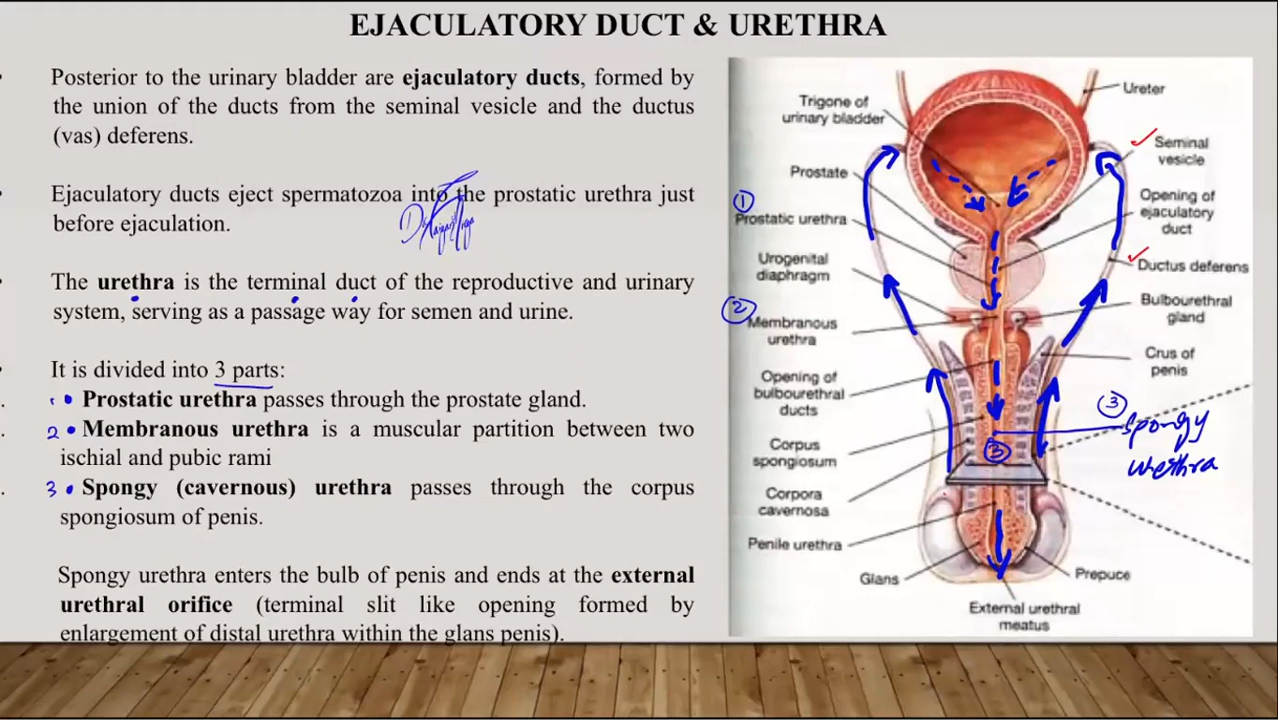 EJACULATORY DUCT & URETHRA
Posterior to the urinary bladder are ejaculatory ducts, formed by
the union of the ducts from the seminal vesicle and the ductus
(vas) deferens.
Ejaculatory ducts eject spermatozoa into the prostatic urethra just
before ejaculation.
The urethra is the terminal duct of the reproductive and urinary
system, serving as a passage way for semen and urine.
It is divided into 3 parts:
1 • Prostatic urethra passes through the prostate gland.
2 • Membranous urethra is a muscular partition between two
ischial and pubic rami
3 • Spongy (cavernous) urethra passes through the corpus
spongiosum of penis.
Spongy urethra enters the bulb of penis and ends at the external
urethral orifice (terminal slit like opening formed by
enlargement of distal urethra within the glans penis).
Trigone of
urinary bladder
Prostate
1
Prostatic urethra
Urogenital
diaphragm
2
Membranous
urethra
Opening of
bulbourethral
ducts
Corpus
spongiosum
Corpora
cavernosa
Penile urethra
Glans
Ureter
Seminal
vesicle
Opening of
ejaculatory
duct
Ductus deferens
Bulbourethral
gland
Crus of
penis
3
Spongy
urethra
3
Prepuce
External urethral
meatus